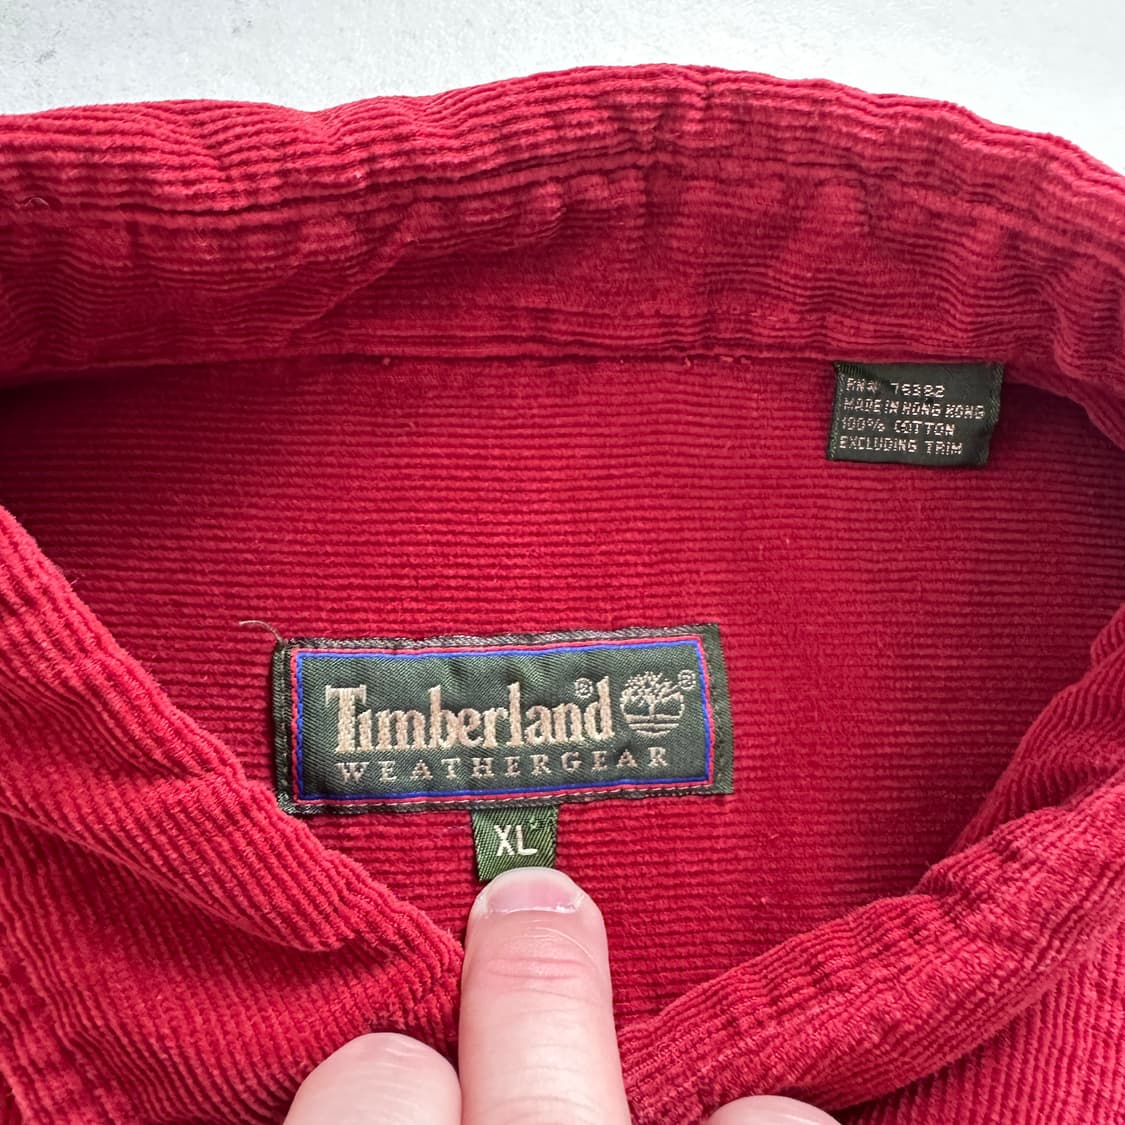 RN# 76382
MADE IN HONG KONG
100% COTTON
EXCLUDING TRIM
Timberland® ®
WEATHERGEAR
XL